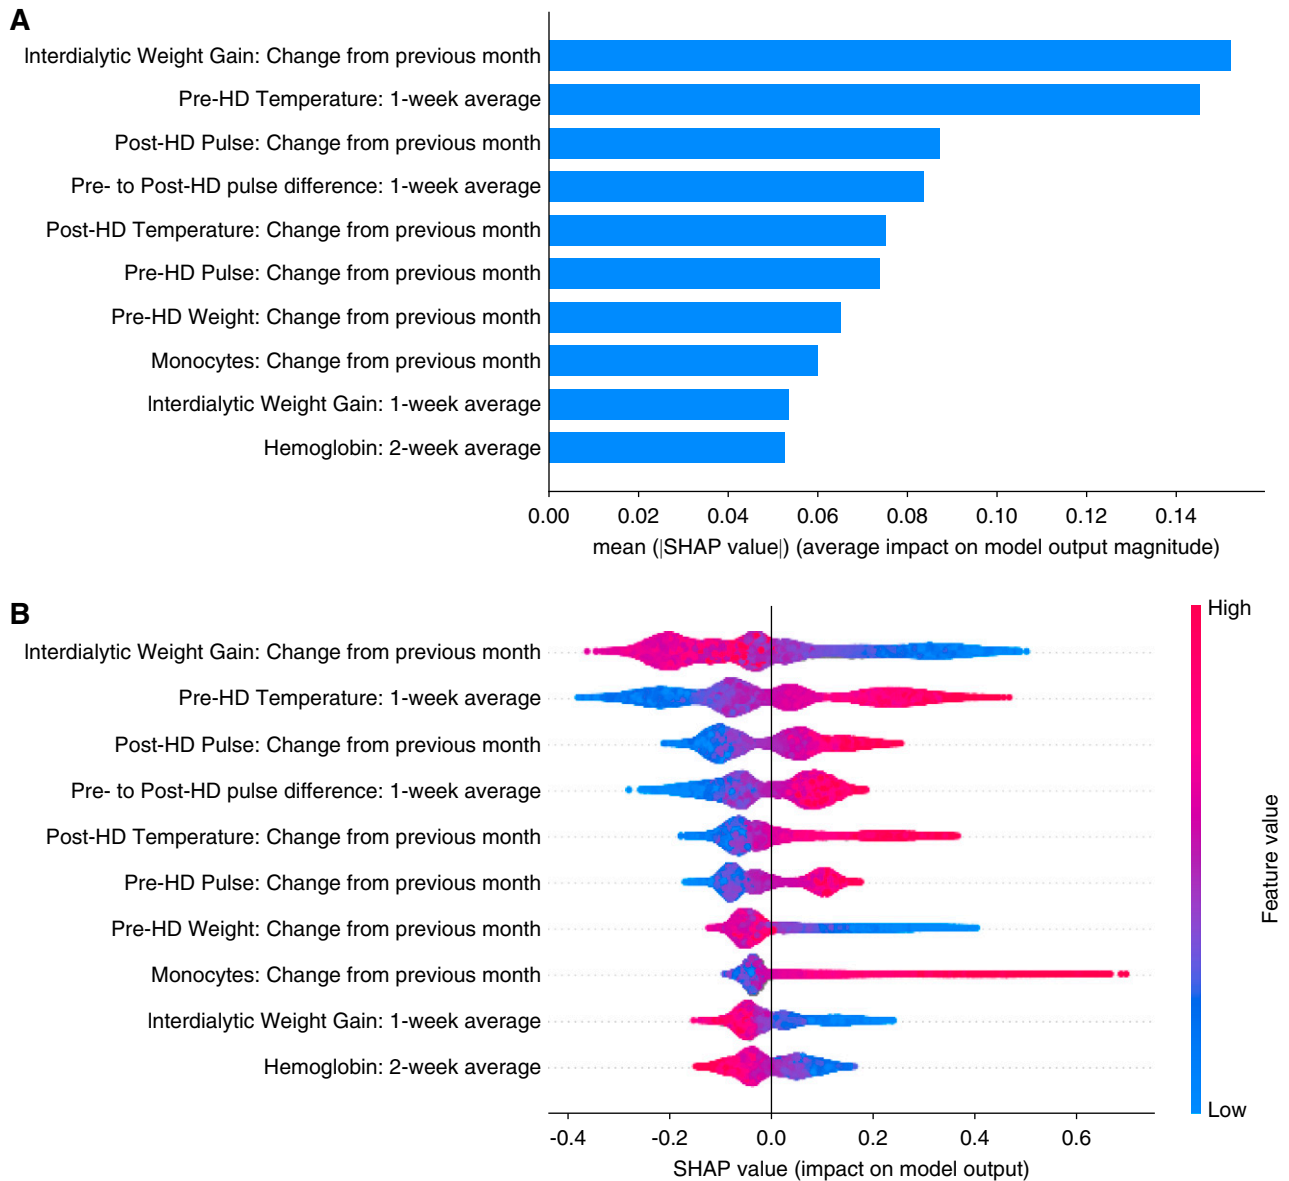 A
Interdialytic Weight Gain: Change from previous month
Pre-HD Temperature: 1-week average
Post-HD Pulse: Change from previous month
Pre- to Post-HD pulse difference: 1-week average
Post-HD Temperature: Change from previous month
Pre-HD Pulse: Change from previous month
Pre-HD Weight: Change from previous month
Monocytes: Change from previous month
Interdialytic Weight Gain: 1-week average
Hemoglobin: 2-week average
0.00 0.02 0.04 0.06 0.08 0.10 0.12 0.14
mean (|SHAP value|) (average impact on model output magnitude)
B
High
Interdialytic Weight Gain: Change from previous month
Pre-HD Temperature: 1-week average
Post-HD Pulse: Change from previous month
Pre- to Post-HD pulse difference: 1-week average
Post-HD Temperature: Change from previous month
Pre-HD Pulse: Change from previous month
Pre-HD Weight: Change from previous month
Monocytes: Change from previous month
Interdialytic Weight Gain: 1-week average
Hemoglobin: 2-week average
Feature value
Low
-0.4 -0.2 0.0 0.2 0.4 0.6
SHAP value (impact on model output)